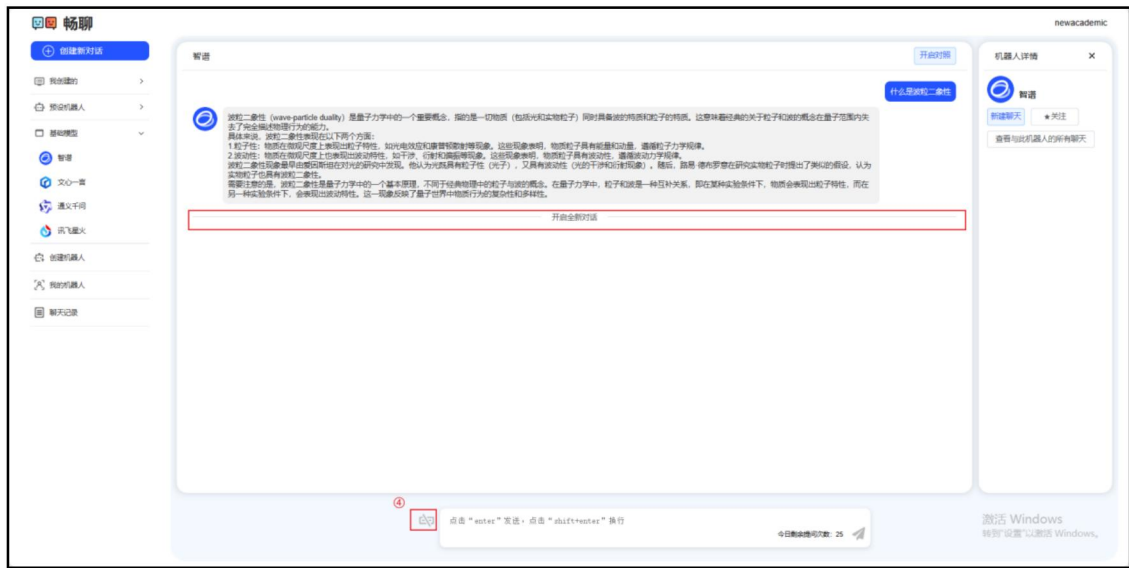 畅聊
newacademic
创建新对话
我创建的
预设机器人
基础模型
智谱
文心一言
通义千问
讯飞星火
创建机器人
我的机器人
聊天记录
智谱
开启对照
什么是波粒二象性
波粒二象性（wave-particle duality）是量子力学中的一个重要概念，指的是一切物质（包括光和实物粒子）同时具备波的特质和粒子的特质。这意味着经典的关于粒子和波的概念在量子范围内失
去了完全描述物理行为的能力。
具体来说，波粒二象性表现在以下两个方面：
1.粒子性：物质在微观尺度上表现出粒子特性，如光电效应和康普顿散射等现象。这些现象表明，物质粒子具有能量和动量，遵循粒子力学规律。
2.波动性：物质在微观尺度上也表现出波动特性，如干涉、衍射和偏振等现象。这些现象表明，物质粒子具有波动性，遵循波动力学规律。
波粒二象性现象最早由爱因斯坦在对光的研究中发现。他认为光既具有粒子性（光子），又具有波动性（光的干涉和衍射现象）。随后，路易·德布罗意在研究实物粒子时提出了类似的假设，认为
实物粒子也具有波粒二象性。
需要注意的是，波粒二象性是量子力学中的一个基本原理，不同于经典物理中的粒子与波的概念。在量子力学中，粒子和波是一种互补关系，即在某种实验条件下，物质会表现出粒子特性，而在
另一种实验条件下，会表现出波动特性。这一现象反映了量子世界中物质行为的复杂性和多样性。
开启全新对话
④
点击“enter”发送，点击“shift+enter”换行
今日剩余提问次数：25
机器人详情
×
智谱
新建聊天
★关注
查看与此机器人的所有聊天
激活 Windows
转到“设置”以激活 Windows。